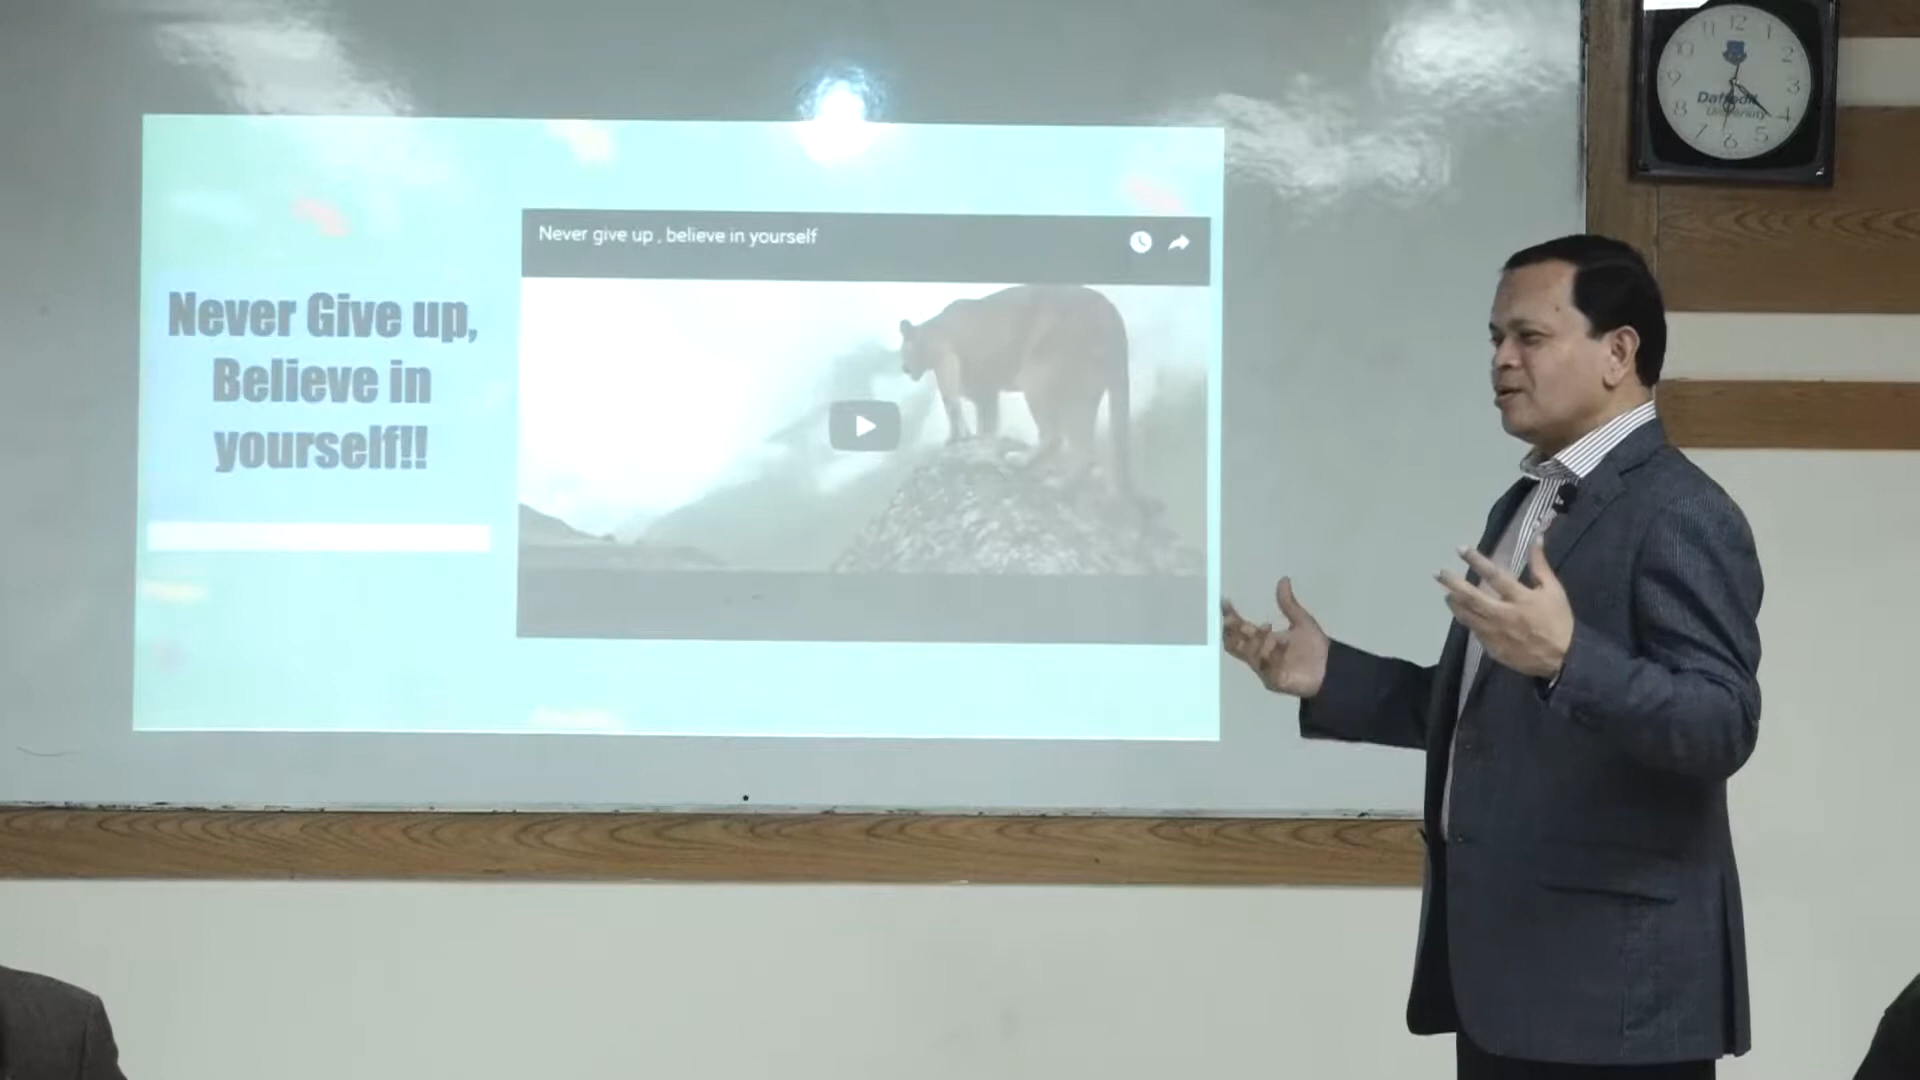 Never Give up,
Believe in
yourself!!
Never give up , believe in yourself
11 12 1
10 2
9 3
8 4
7 6 5
Daffodil
University